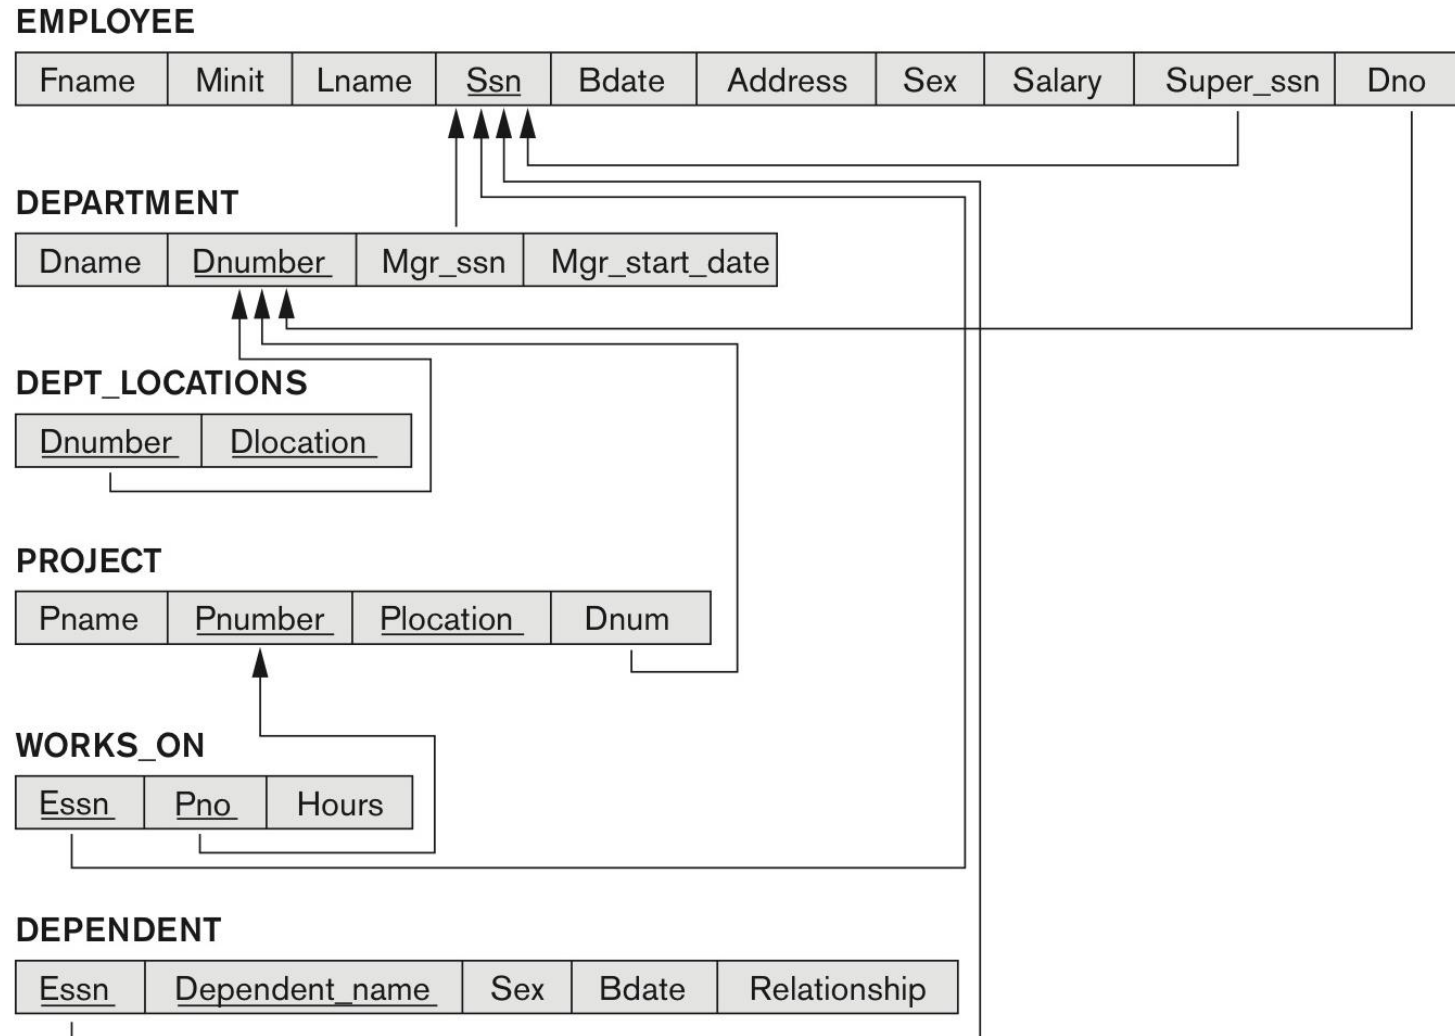 EMPLOYEE
Fname Minit Lname Ssn Bdate Address Sex Salary Super_ssn Dno
DEPARTMENT
Dname Dnumber Mgr_ssn Mgr_start_date
DEPT_LOCATIONS
Dnumber Dlocation
PROJECT
Pname Pnumber Plocation Dnum
WORKS_ON
Essn Pno Hours
DEPENDENT
Essn Dependent_name Sex Bdate Relationship